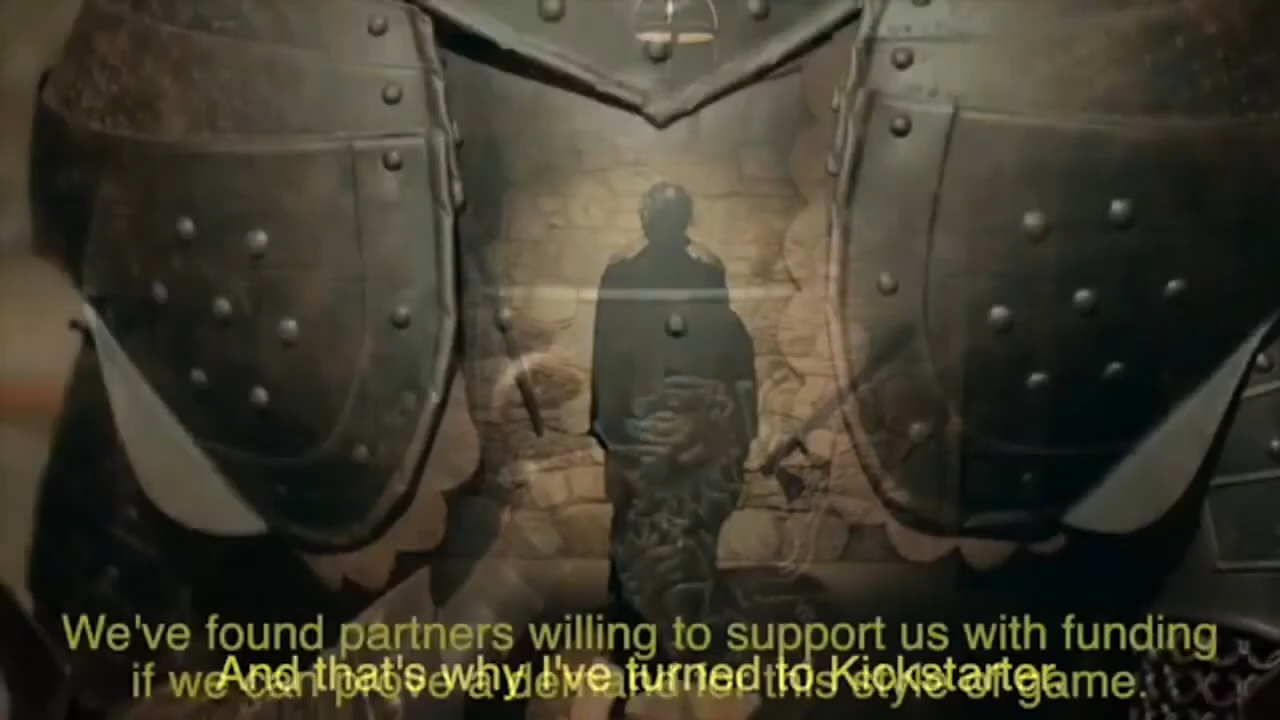 We've found partners willing to support us with funding
if we can prove a demand for this style of game.
And that's why I've turned to Kickstarter.